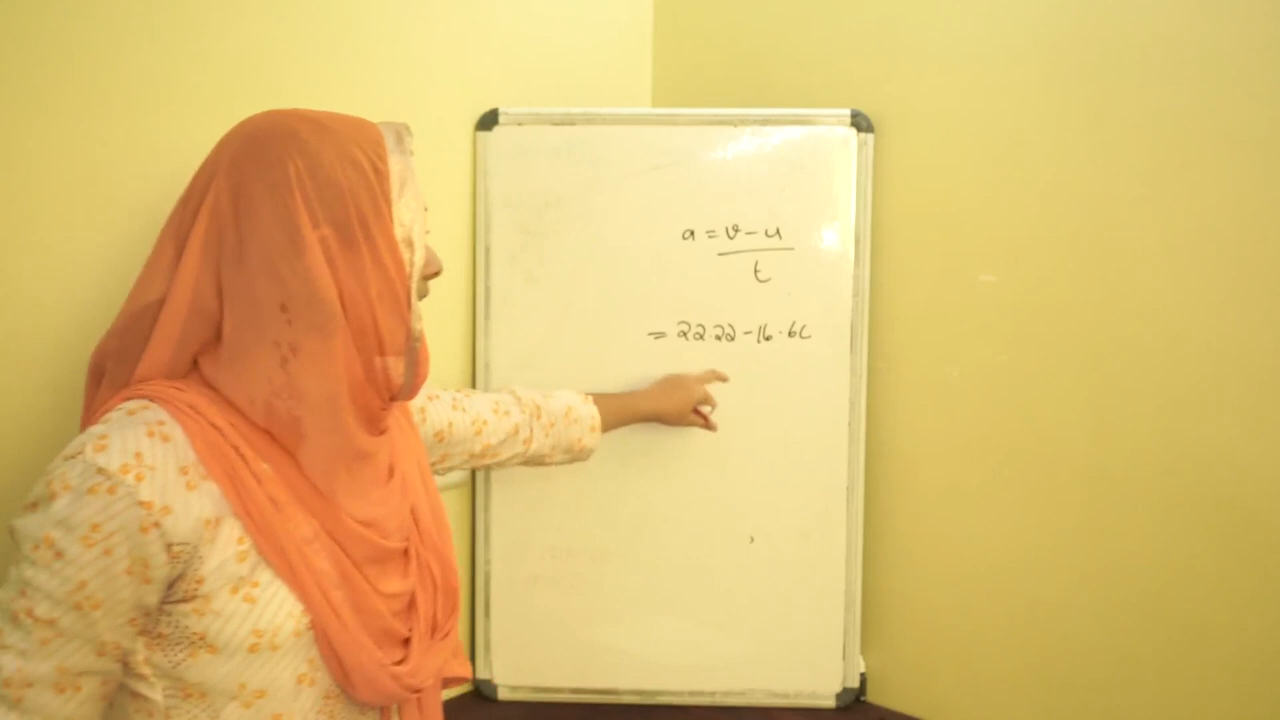 a = v - u
t
= 22.22 - 16.66